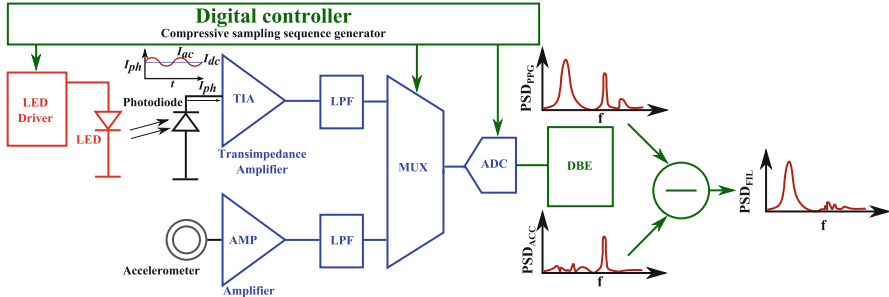 Digital controller
Compressive sampling sequence generator
Iph
Iac
Idc
t
Iph
LED
Driver
LED
Photodiode
TIA
Transimpedance
Amplifier
LPF
MUX
ADC
DBE
PSDPPG
f
PSDACC
f
PSDFIL
f
Accelerometer
AMP
Amplifier
LPF